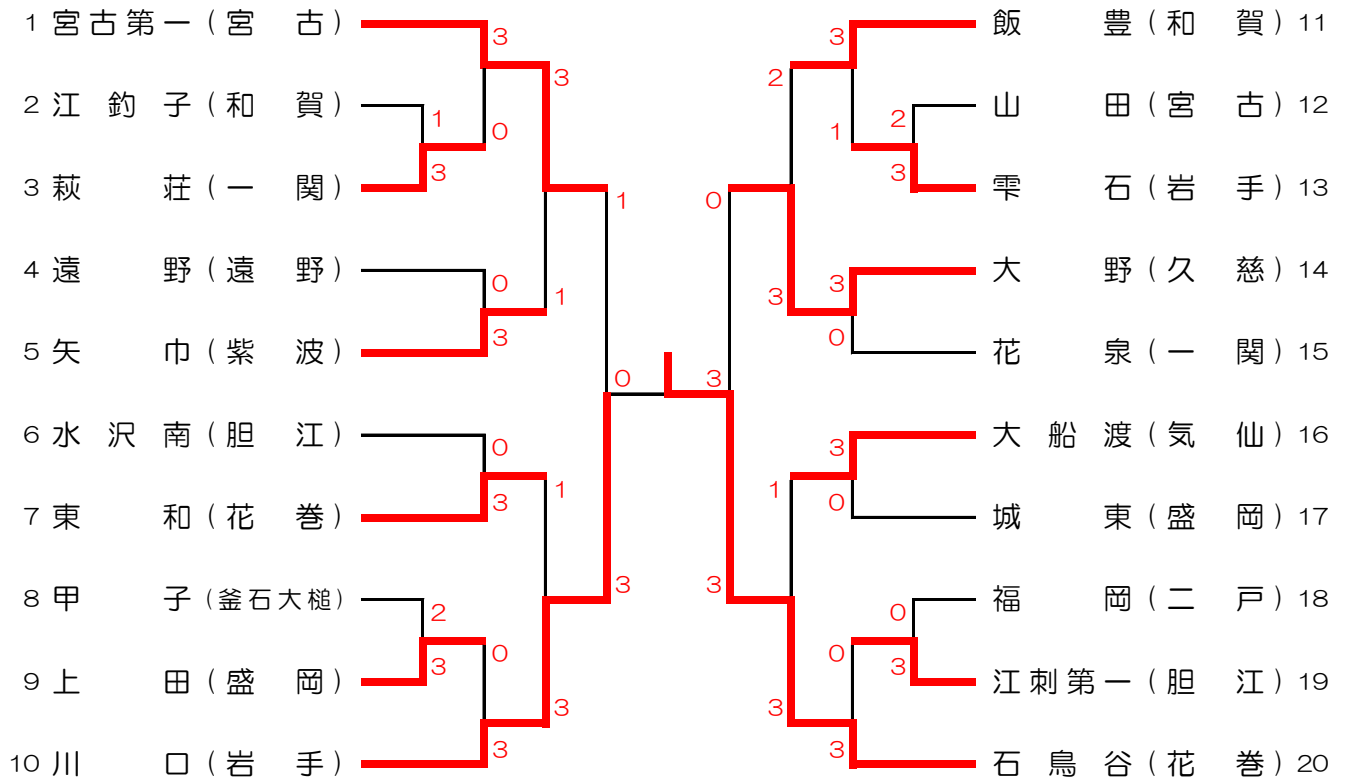 1 宮古第一(宮 古)
2 江釣子(和 賀)
3 萩 荘(一 関)
4 遠 野(遠 野)
5 矢 巾(紫 波)
6 水沢南(胆 江)
7 東 和(花 巻)
8 甲 子(釜石大槌)
9 上 田(盛 岡)
10 川 口(岩 手)
3
1
3
0
3
0
3
0
3
2
3
0
3
1
1
3
1
3
0
3
飯 豊(和 賀)11
山 田(宮 古)12
雫 石(岩 手)13
大 野(久 慈)14
花 泉(一 関)15
大船渡(気 仙)16
城 東(盛 岡)17
福 岡(二 戸)18
江刺第一(胆 江)19
石鳥谷(花 巻)20
3
2
2
1
3
0
3
3
0
3
3
1
0
3
0
0
3
3
3